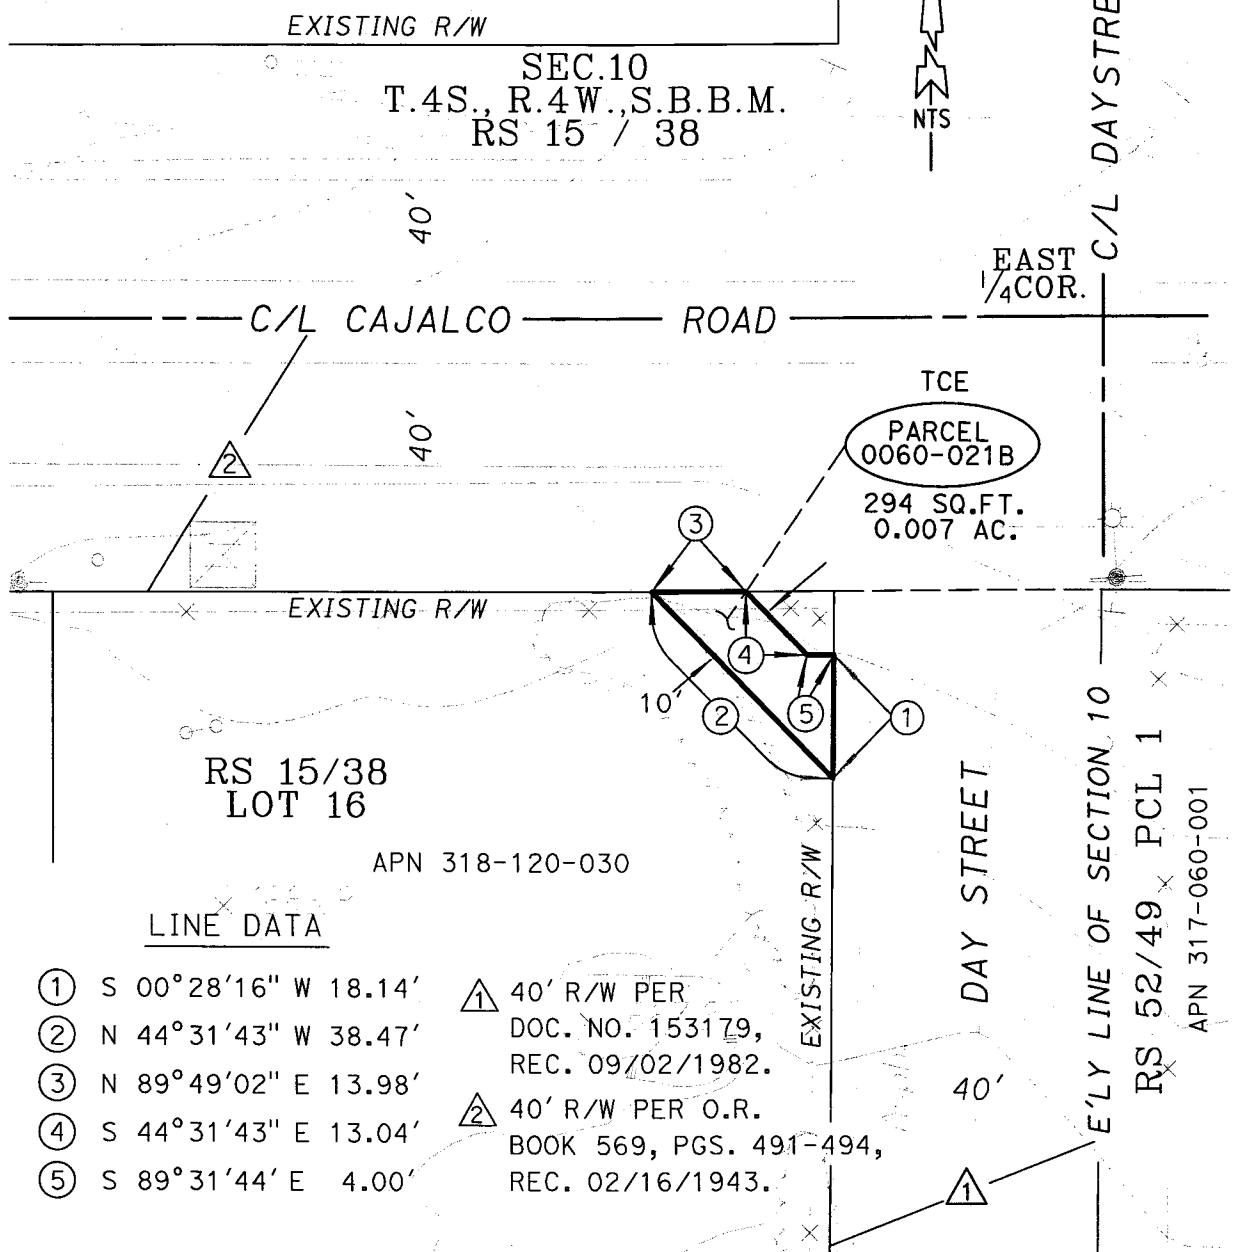 EXISTING R/W
SEC.10
T.4S., R.4W.,S.B.B.M.
RS 15 / 38
NTS
C/L DAYSTRE
40'
EAST
1/4COR.
C/L CAJALCO ROAD
TCE
PARCEL
0060-021B
294 SQ.FT.
0.007 AC.
40'
2
3
EXISTING R/W
4
10'
2
5
1
RS 15/38
LOT 16
APN 318-120-030
EXISTING R/W
DAY STREET
40'
E'LY LINE OF SECTION 10
RS 52/49 PCL 1
APN 317-060-001
LINE DATA
1 S 00°28'16" W 18.14'
2 N 44°31'43" W 38.47'
3 N 89°49'02" E 13.98'
4 S 44°31'43" E 13.04'
5 S 89°31'44' E 4.00'
1 40' R/W PER
DOC. NO. 153179,
REC. 09/02/1982.
2 40' R/W PER O.R.
BOOK 569, PGS. 491-494,
REC. 02/16/1943.
1